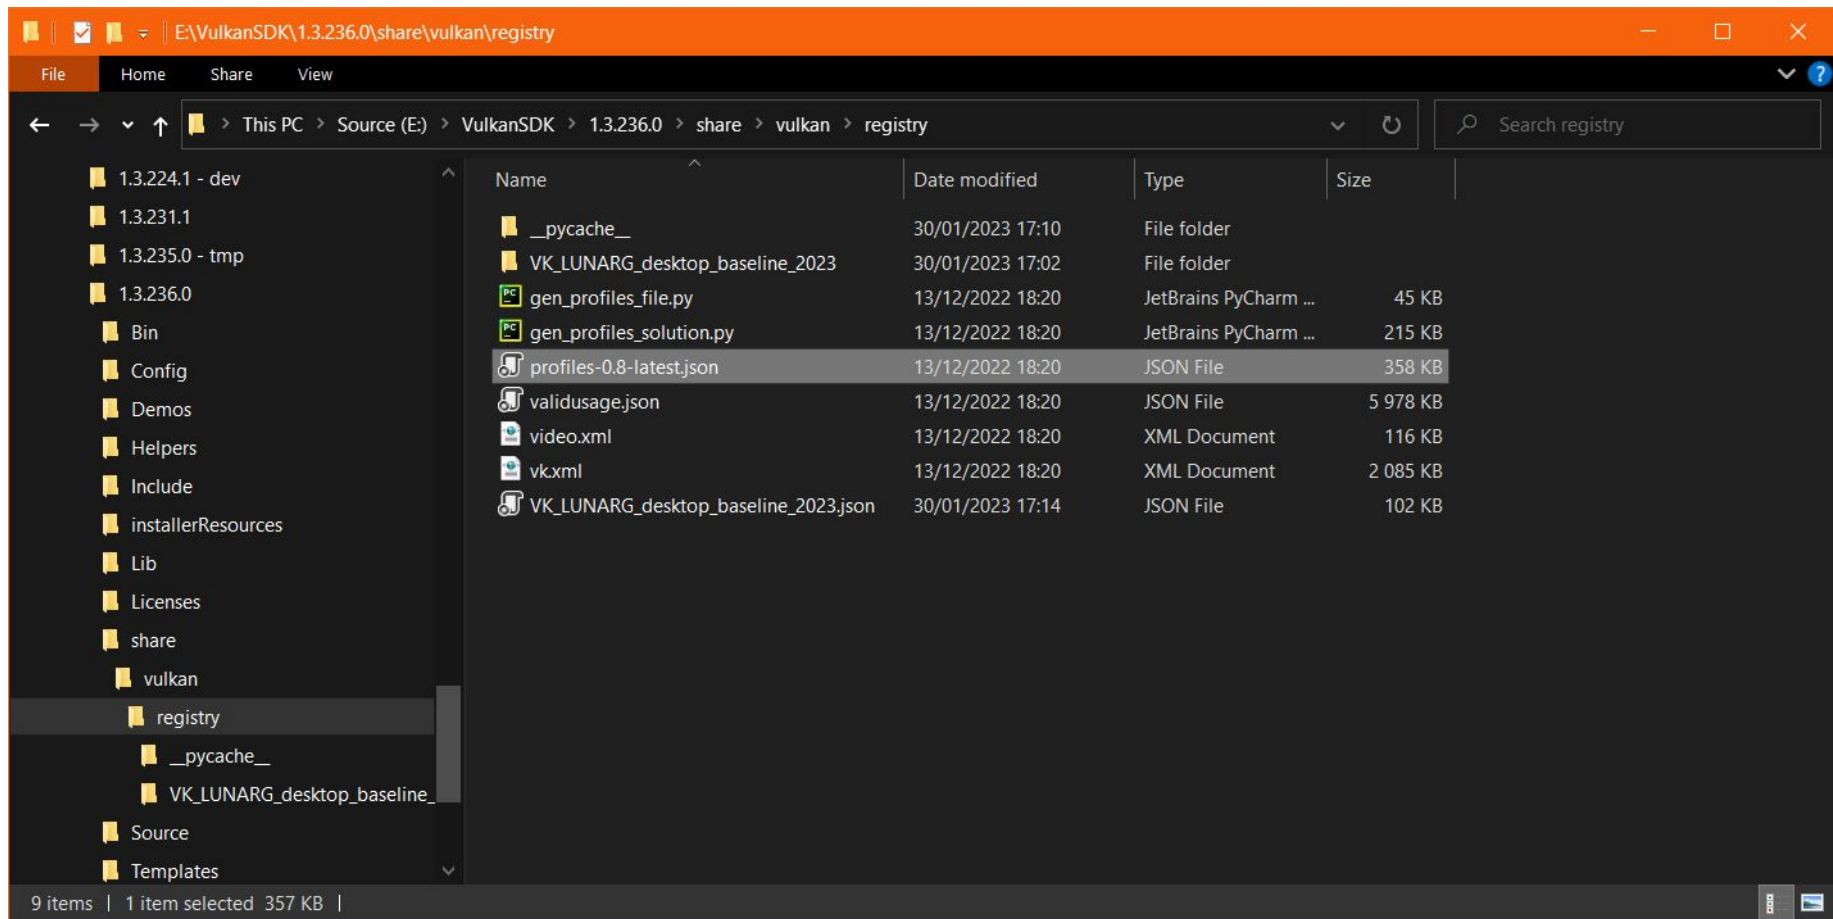 E:\VulkanSDK\1.3.236.0\share\vulkan\registry
File Home Share View
This PC > Source (E:) > VulkanSDK > 1.3.236.0 > share > vulkan > registry
Search registry
1.3.224.1 - dev
1.3.231.1
1.3.235.0 - tmp
1.3.236.0
Bin
Config
Demos
Helpers
Include
installerResources
Lib
Licenses
share
vulkan
registry
__pycache__
VK_LUNARG_desktop_baseline_
Source
Templates
Name Date modified Type Size
__pycache__ 30/01/2023 17:10 File folder
VK_LUNARG_desktop_baseline_2023 30/01/2023 17:02 File folder
gen_profiles_file.py 13/12/2022 18:20 JetBrains PyCharm ... 45 KB
gen_profiles_solution.py 13/12/2022 18:20 JetBrains PyCharm ... 215 KB
profiles-0.8-latest.json 13/12/2022 18:20 JSON File 358 KB
validusage.json 13/12/2022 18:20 JSON File 5 978 KB
video.xml 13/12/2022 18:20 XML Document 116 KB
vk.xml 13/12/2022 18:20 XML Document 2 085 KB
VK_LUNARG_desktop_baseline_2023.json 30/01/2023 17:14 JSON File 102 KB
9 items | 1 item selected 357 KB |